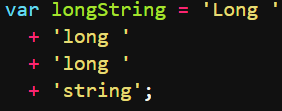 var longString = 'Long '
  + 'long '
  + 'long '
  + 'string';